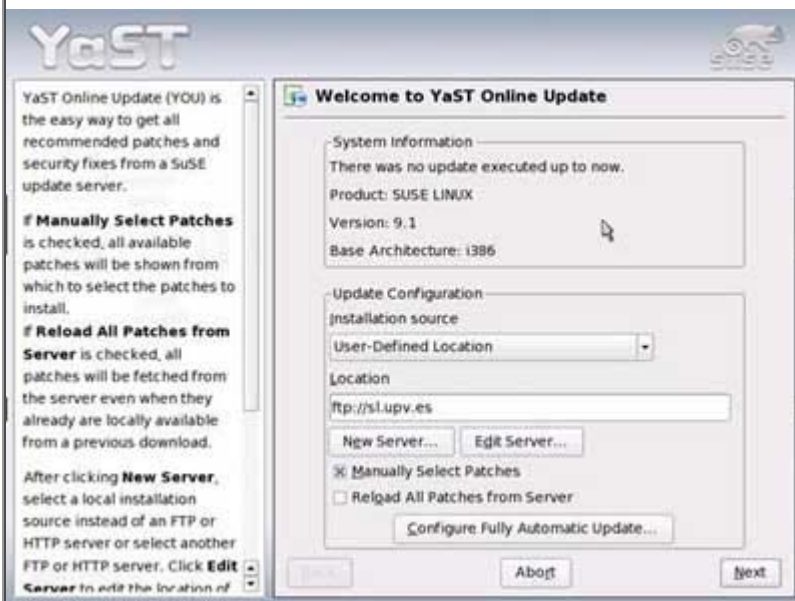 YaST
SUSE
YaST Online Update (YOU) is
the easy way to get all
recommended patches and
security fixes from a SuSE
update server.
If Manually Select Patches
is checked, all available
patches will be shown from
which to select the patches to
install.
If Reload All Patches from
Server is checked, all
patches will be fetched from
the server even when they
already are locally available
from a previous download.
After clicking New Server,
select a local installation
source instead of an FTP or
HTTP server or select another
FTP or HTTP server. Click Edit
Server to edit the location of
Welcome to YaST Online Update
System Information
There was no update executed up to now.
Product: SUSE LINUX
Version: 9.1
Base Architecture: i386
Update Configuration
Installation source
User-Defined Location
Location
ftp://sl.upv.es
New Server... Edit Server...
Manually Select Patches
Reload All Patches from Server
Configure Fully Automatic Update...
Abort Next